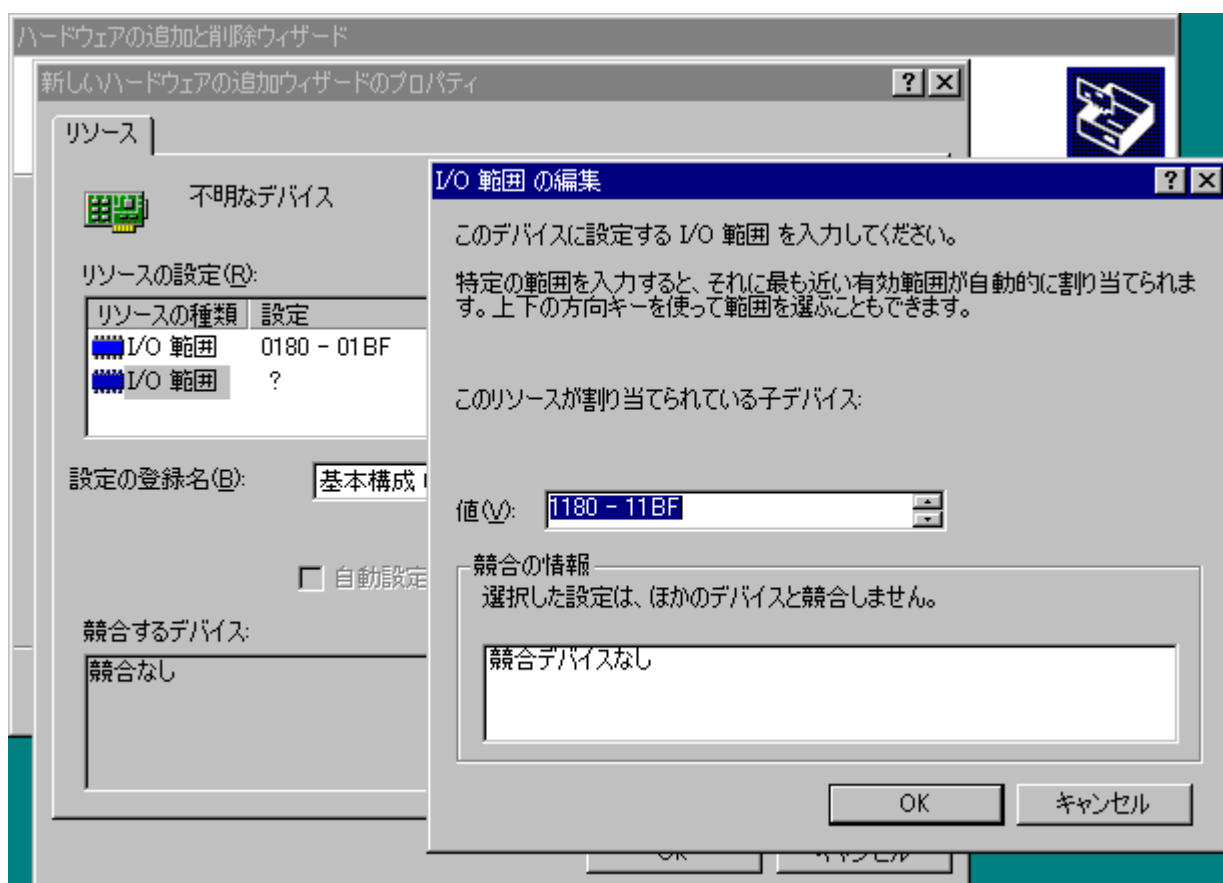 ハードウェアの追加と削除ウィザード
新しいハードウェアの追加ウィザードのプロパティ
リソース
不明なデバイス
リソースの設定(R):
リソースの種類 設定
I/O 範囲 0180 - 01BF
I/O 範囲 ?
設定の登録名(B): 基本構成
自動設定
競合するデバイス:
競合なし
I/O 範囲 の編集
このデバイスに設定する I/O 範囲 を入力してください。
特定の範囲を入力すると、それに最も近い有効範囲が自動的に割り当てられま
す。上下の方向キーを使って範囲を選ぶこともできます。
このリソースが割り当てられている子デバイス:
値(V): 1180 - 11BF
競合の情報
選択した設定は、ほかのデバイスと競合しません。
競合デバイスなし
OK キャンセル
OK キャンセル